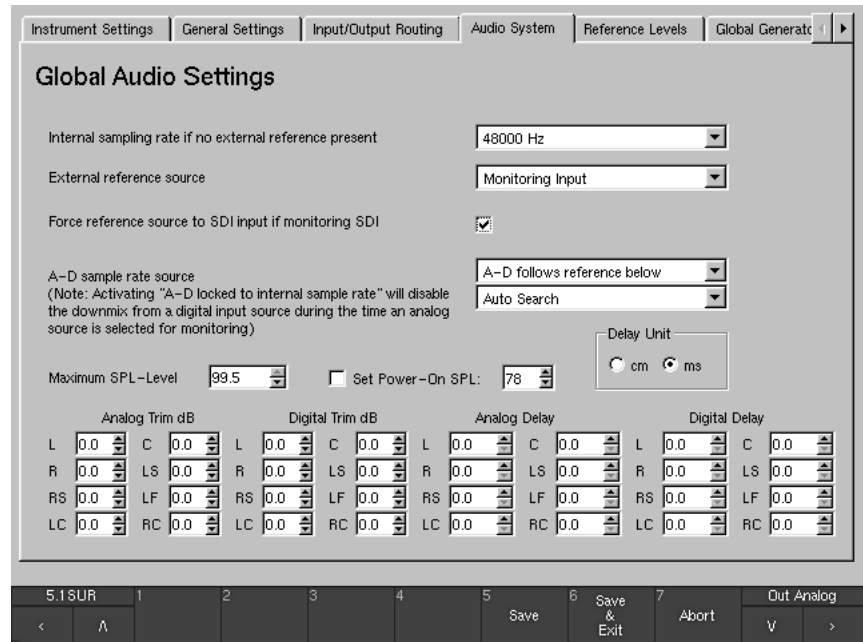 Instrument Settings General Settings Input/Output Routing Audio System Reference Levels Global Generato
Global Audio Settings
Internal sampling rate if no external reference present 48000 Hz
External reference source Monitoring Input
Force reference source to SDI input if monitoring SDI
A-D sample rate source A-D follows reference below
(Note: Activating "A-D locked to internal sample rate" will disable Auto Search
the downmix from a digital input source during the time an analog
source is selected for monitoring)
Delay Unit
cm ms
Maximum SPL-Level 99.5 Set Power-On SPL: 78
Analog Trim dB Digital Trim dB Analog Delay Digital Delay
L 0.0 C 0.0 L 0.0 C 0.0 L 0.0 C 0.0 L 0.0 C 0.0
R 0.0 LS 0.0 R 0.0 LS 0.0 R 0.0 LS 0.0 R 0.0 LS 0.0
RS 0.0 LF 0.0 RS 0.0 LF 0.0 RS 0.0 LF 0.0 RS 0.0 LF 0.0
LC 0.0 RC 0.0 LC 0.0 RC 0.0 LC 0.0 RC 0.0 LC 0.0 RC 0.0
5.1SUR 1 2 3 4 5 Save 6 Save & Exit 7 Abort Out Analog
< Λ V >